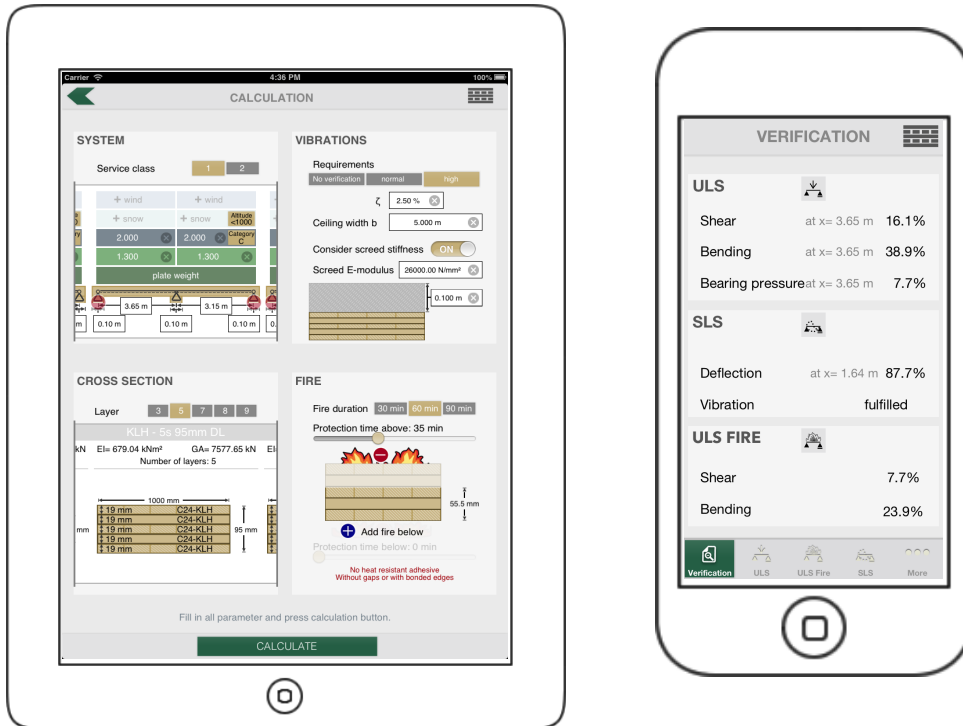 Carrier 4:36 PM 100%
CALCULATION
SYSTEM
Service class 1 2
+ wind + wind
+ snow + snow Altitude <1000
2.000 2.000 Category C
1.300 1.300
plate weight
3.65 m 3.15 m
m 0.10 m 0.10 m 0.10 m 0.
VIBRATIONS
Requirements
No verification normal high
ζ 2.50 %
Ceiling width b 5.000 m
Consider screed stiffness ON
Screed E-modulus 26000.00 N/mm²
0.100 m
CROSS SECTION
Layer 3 5 7 8 9
KLH - 5s 95mm DL
kN EI= 679.04 kNm² GA= 7577.65 kN EI
Number of layers: 5
1000 mm
19 mm C24-KLH
19 mm C24-KLH
mm 19 mm C24-KLH 95 mm
19 mm C24-KLH
19 mm C24-KLH
FIRE
Fire duration 30 min 60 min 90 min
Protection time above: 35 min
55.5 mm
Add fire below
Protection time below: 0 min
No heat resistant adhesive
Without gaps or with bonded edges
Fill in all parameter and press calculation button.
CALCULATE
VERIFICATION
ULS
Shear at x= 3.65 m 16.1%
Bending at x= 3.65 m 38.9%
Bearing pressure at x= 3.65 m 7.7%
SLS
Deflection at x= 1.64 m 87.7%
Vibration fulfilled
ULS FIRE
Shear 7.7%
Bending 23.9%
Verification ULS ULS Fire SLS More